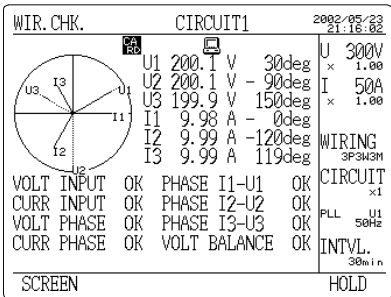 WIR.CHK. CIRCUIT1 2002/05/23
21:16:02
CARD
U1 200.1 V 30deg
U2 200.1 V - 90deg
U3 199.9 V 150deg
I1 9.98 A - 0deg
I2 9.99 A -120deg
I3 9.99 A 119deg
U3 I3 U1
I1
I2
U2
VOLT INPUT OK PHASE I1-U1 OK
CURR INPUT OK PHASE I2-U2 OK
VOLT PHASE OK PHASE I3-U3 OK
CURR PHASE OK VOLT BALANCE OK
U 300V
× 1.00
I 50A
× 1.00
WIRING
3P3W3M
CIRCUIT
×1
PLL U1
50Hz
INTVL.
30min
SCREEN HOLD